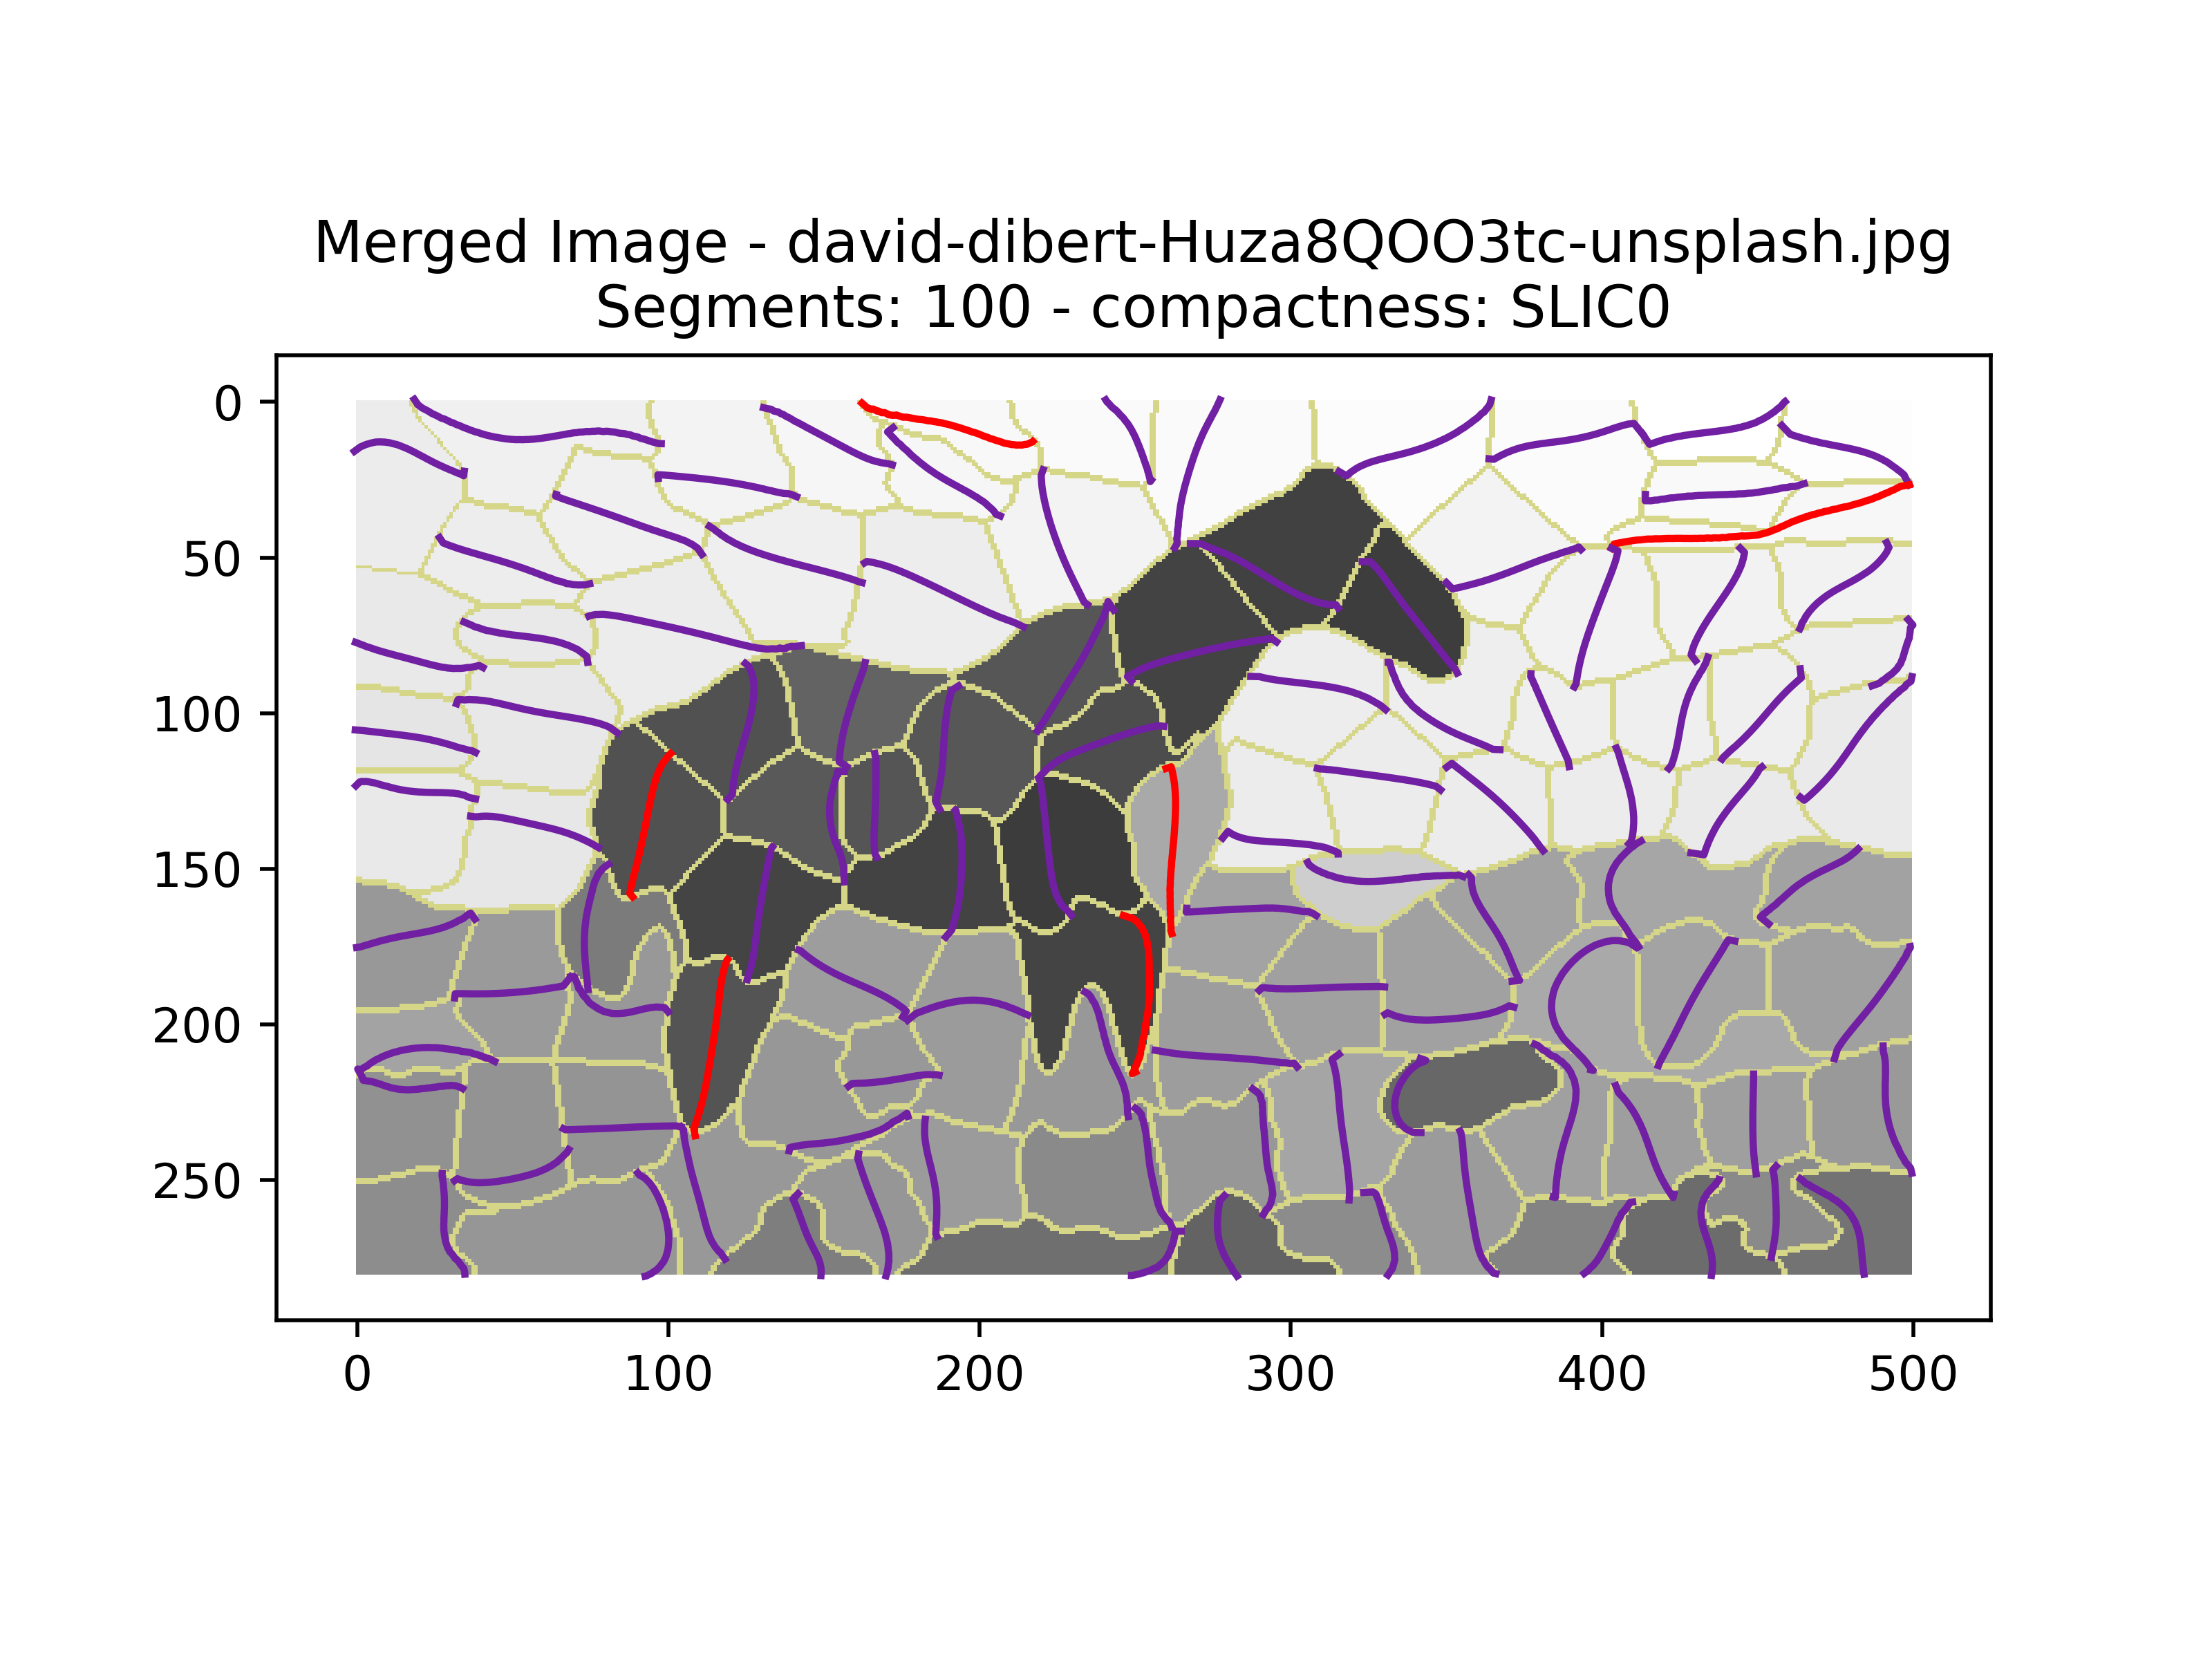 Merged Image - david-dibert-Huza8QOO3tc-unsplash.jpg
Segments: 100 - compactness: SLIC0
0
50
100
150
200
250
0 100 200 300 400 500